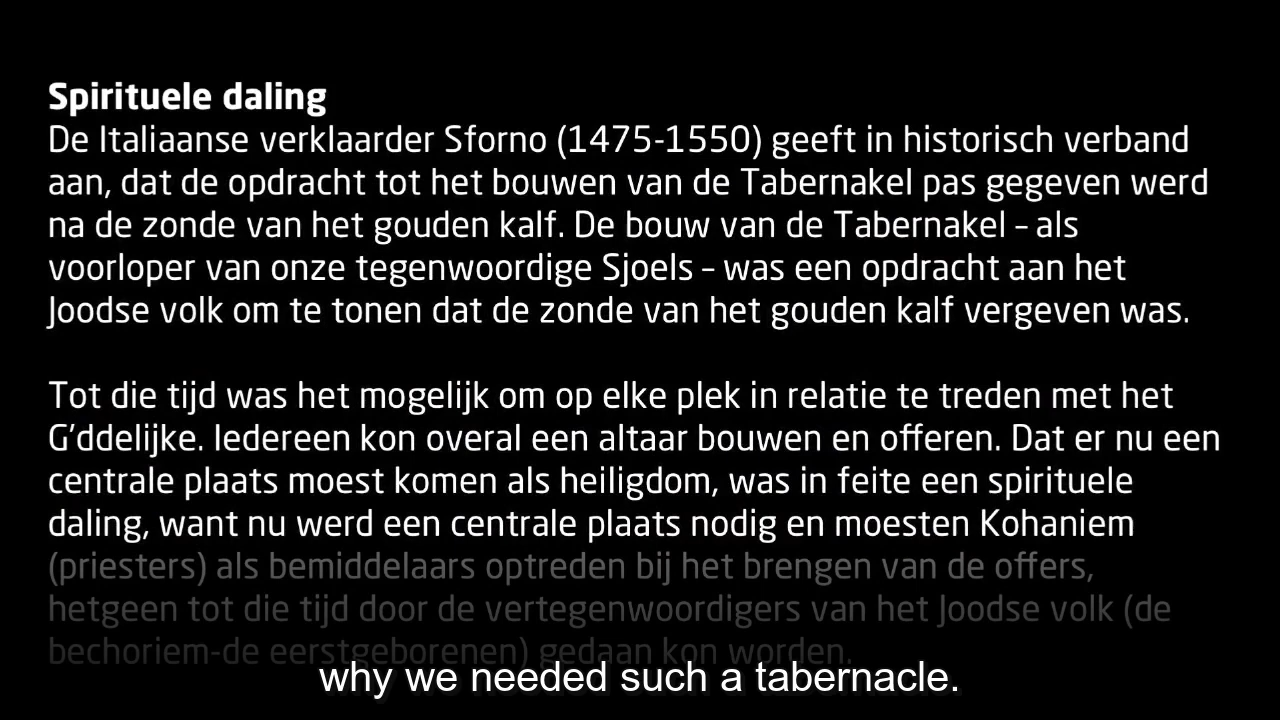 Spirituele daling
De Italiaanse verklaarder Sforno (1475-1550) geeft in historisch verband
aan, dat de opdracht tot het bouwen van de Tabernakel pas gegeven werd
na de zonde van het gouden kalf. De bouw van de Tabernakel – als
voorloper van onze tegenwoordige Sjoels – was een opdracht aan het
Joodse volk om te tonen dat de zonde van het gouden kalf vergeven was.
Tot die tijd was het mogelijk om op elke plek in relatie te treden met het
G’ddelijke. Iedereen kon overal een altaar bouwen en offeren. Dat er nu een
centrale plaats moest komen als heiligdom, was in feite een spirituele
daling, want nu werd een centrale plaats nodig en moesten Kohaniem
(priesters) als bemiddelaars optreden bij het brengen van de offers,
hetgeen tot die tijd door de vertegenwoordigers van het Joodse volk (de
bechoriem-de eerstgeborenen) gedaan kon worden.
why we needed such a tabernacle.